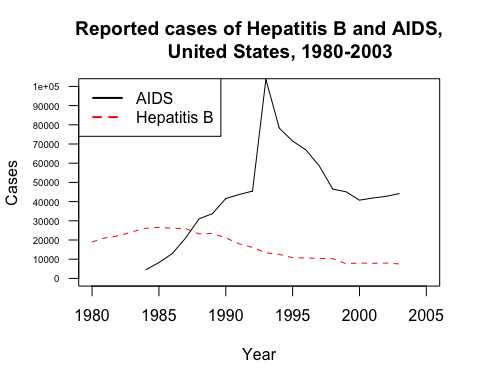 Reported cases of Hepatitis B and AIDS,
United States, 1980-2003
1e+05
90000
80000
70000
60000
50000
40000
30000
20000
10000
0
Cases
AIDS
Hepatitis B
1980 1985 1990 1995 2000 2005
Year